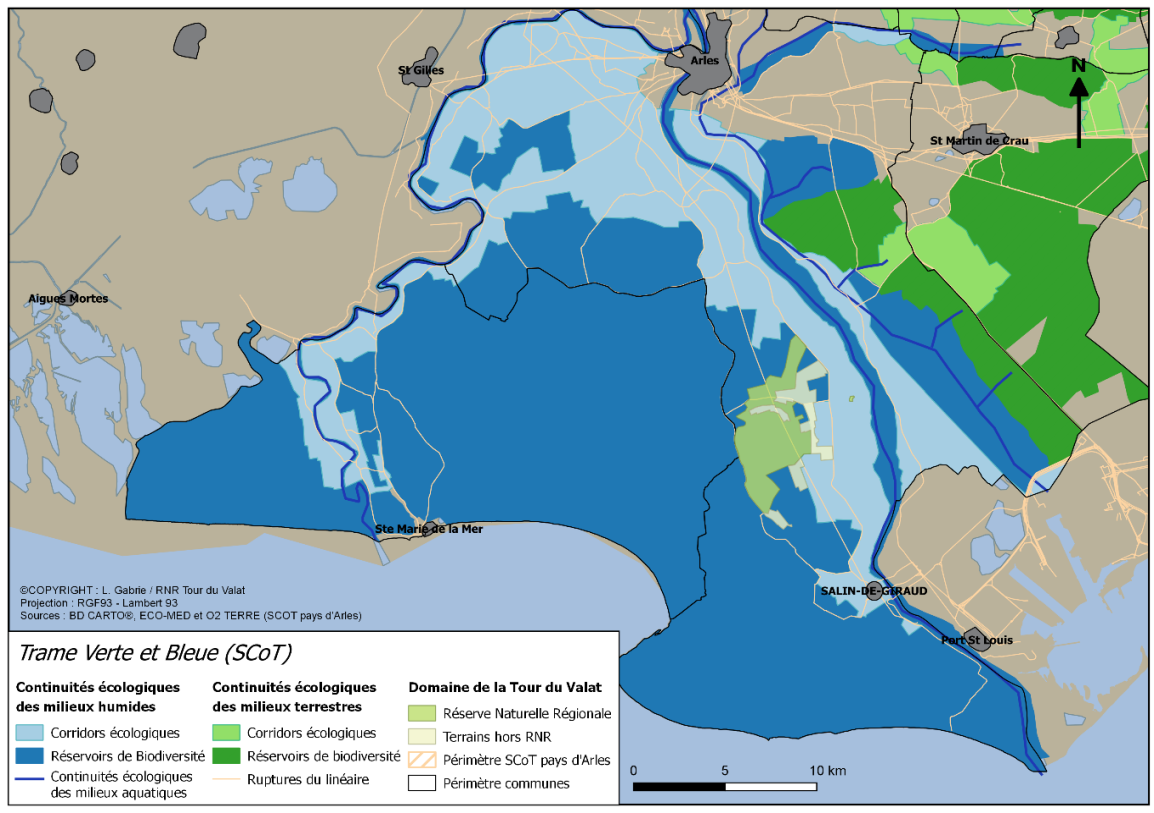 Arles
St Gilles
N
St Martin de Crau
Aigues Mortes
Ste Marie de la Mer
SALIN-DE-GIRAUD
Port St Louis
©COPYRIGHT : L. Gabrie / RNR Tour du Valat
Projection : RGF93 - Lambert 93
Sources : BD CARTO®, ECO-MED et O2 TERRE (SCOT pays d'Arles)
Trame Verte et Bleue (SCoT)
Continuités écologiques
des milieux humides
Corridors écologiques
Réservoirs de Biodiversité
Continuités écologiques
des milieux aquatiques
Continuités écologiques
des milieux terrestres
Corridors écologiques
Réservoirs de biodiversité
Ruptures du linéaire
Domaine de la Tour du Valat
Réserve Naturelle Régionale
Terrains hors RNR
Périmètre SCoT pays d'Arles
Périmètre communes
0 5 10 km